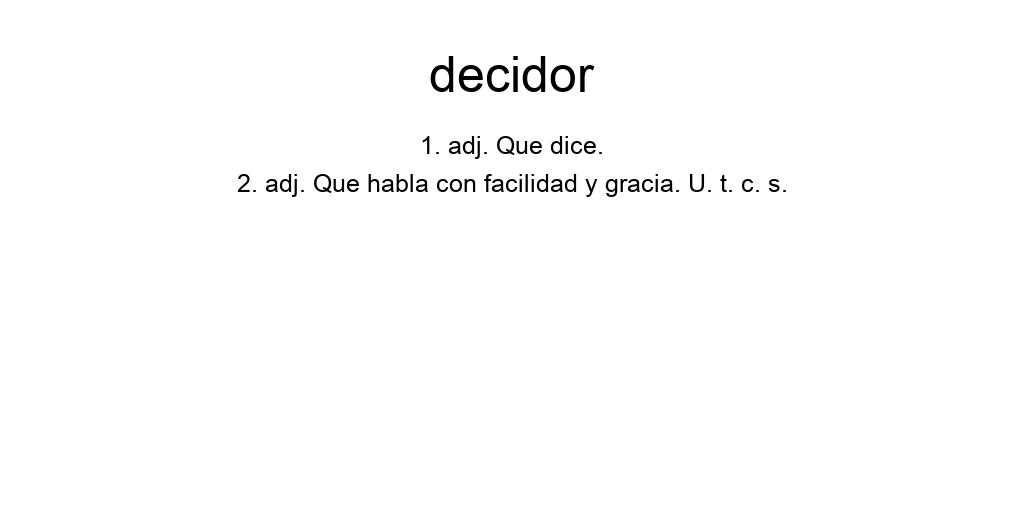 decidor
1. adj. Que dice.
2. adj. Que habla con facilidad y gracia. U. t. c. s.